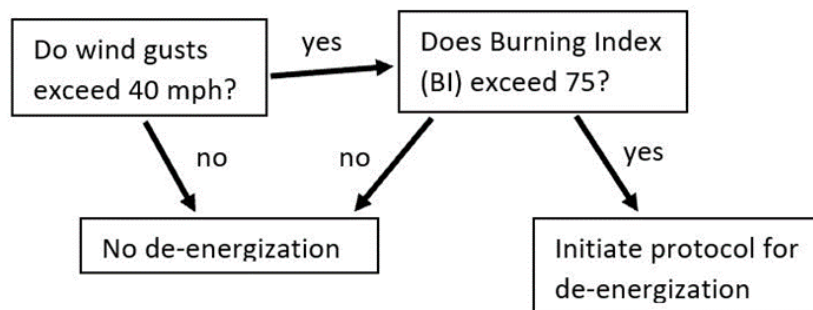 Do wind gusts
exceed 40 mph?
yes
Does Burning Index
(BI) exceed 75?
no
no
yes
No de-energization
Initiate protocol for
de-energization